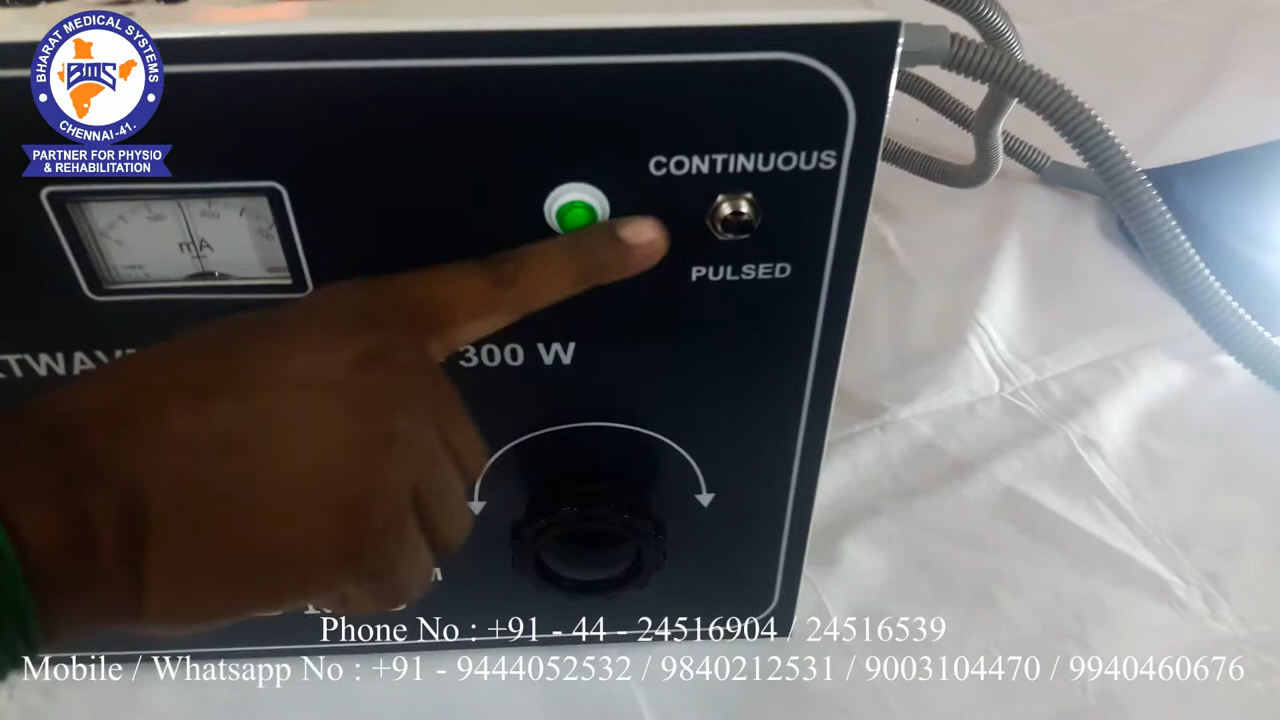 BHARAT MEDICAL SYSTEMS
BMS
CHENNAI-41.
PARTNER FOR PHYSIO
& REHABILITATION
CONTINUOUS
mA
PULSED
300 W
Phone No : +91 - 44 - 24516904 / 24516539
Mobile / Whatsapp No : +91 - 9444052532 / 9840212531 / 9003104470 / 9940460676